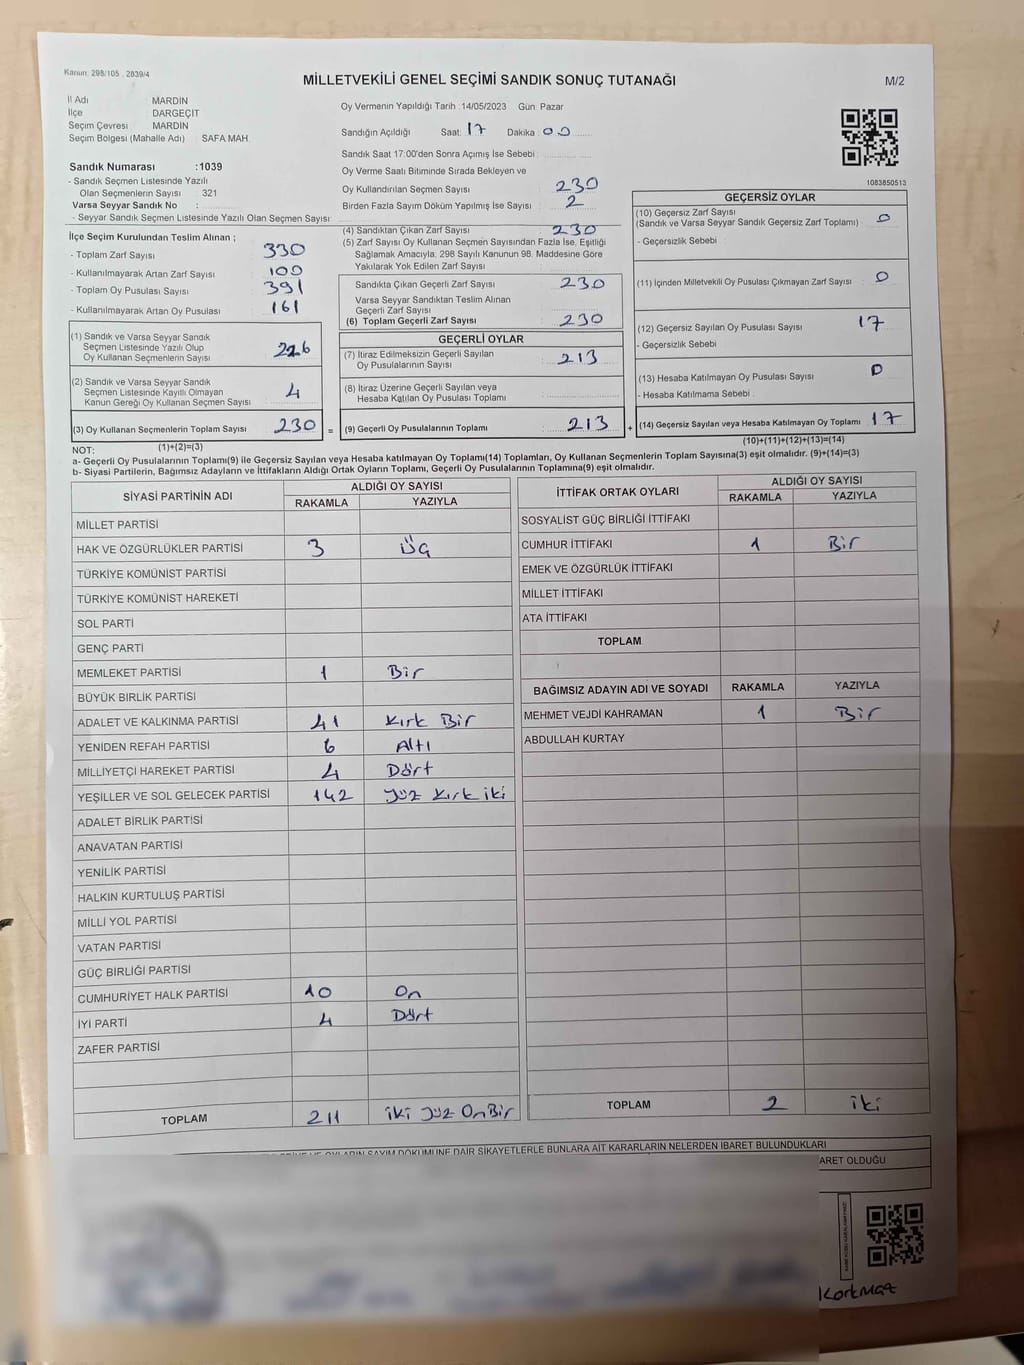 Kanun: 298/105 . 2839/4
MİLLETVEKİLİ GENEL SEÇİMİ SANDIK SONUÇ TUTANAĞI
M/2
İl Adı MARDİN
İlçe DARGEÇİT
Seçim Çevresi MARDİN
Seçim Bölgesi (Mahalle Adı) SAFA MAH
Oy Vermenin Yapıldığı Tarih :14/05/2023 Gün: Pazar
Sandığın Açıldığı Saat: 17 Dakika : 00
Sandık Saat 17:00'den Sonra Açılmış İse Sebebi :
Oy Verme Saati Bitiminde Sırada Bekleyen ve
Oy Kullandırılan Seçmen Sayısı 230
Birden Fazla Sayım Döküm Yapılmış İse Sayısı : 2
1083850513
Sandık Numarası :1039
- Sandık Seçmen Listesinde Yazılı
Olan Seçmenlerin Sayısı 321
Varsa Seyyar Sandık No :
- Seyyar Sandık Seçmen Listesinde Yazılı Olan Seçmen Sayısı:
İlçe Seçim Kurulundan Teslim Alınan ;
- Toplam Zarf Sayısı 330
- Kullanılmayarak Artan Zarf Sayısı 100
- Toplam Oy Pusulası Sayısı 391
- Kullanılmayarak Artan Oy Pusulası 161
(1) Sandık ve Varsa Seyyar Sandık
Seçmen Listesinde Yazılı Olup
Oy Kullanan Seçmenlerin Sayısı 226
(2) Sandık ve Varsa Seyyar Sandık
Seçmen Listesinde Kayıtlı Olmayan
Kanun Gereği Oy Kullanan Seçmen Sayısı 4
(3) Oy Kullanan Seçmenlerin Toplam Sayısı 230 =
(1)+(2)=(3)
(4) Sandıktan Çıkan Zarf Sayısı : 230
(5) Zarf Sayısı Oy Kullanan Seçmen Sayısından Fazla İse, Eşitliği
Sağlamak Amacıyla; 298 Sayılı Kanunun 98. Maddesine Göre
Yakılarak Yok Edilen Zarf Sayısı :
Sandıkta Çıkan Geçerli Zarf Sayısı : 230
Varsa Seyyar Sandıktan Teslim Alınan
Geçerli Zarf Sayısı :
(6) Toplam Geçerli Zarf Sayısı : 230
GEÇERLİ OYLAR
(7) İtiraz Edilmeksizin Geçerli Sayılan
Oy Pusulalarının Sayısı : 213
(8) İtiraz Üzerine Geçerli Sayılan veya
Hesaba Katılan Oy Pusulası Toplamı :
(9) Geçerli Oy Pusulalarının Toplamı : 213 +
GEÇERSİZ OYLAR
(10) Geçersiz Zarf Sayısı
(Sandık ve Varsa Seyyar Sandık Geçersiz Zarf Toplamı) : 0
- Geçersizlik Sebebi :
(11) İçinden Milletvekili Oy Pusulası Çıkmayan Zarf Sayısı : 0
(12) Geçersiz Sayılan Oy Pusulası Sayısı : 17
- Geçersizlik Sebebi
(13) Hesaba Katılmayan Oy Pusulası Sayısı : 0
- Hesaba Katılmama Sebebi :
(14) Geçersiz Sayılan veya Hesaba Katılmayan Oy Toplamı : 17
(10)+(11)+(12)+(13)=(14)
NOT:
a- Geçerli Oy Pusulalarının Toplamı(9) ile Geçersiz Sayılan veya Hesaba katılmayan Oy Toplamı(14) Toplamları, Oy Kullanan Seçmenlerin Toplam Sayısına(3) eşit olmalıdır. (9)+(14)=(3)
b- Siyasi Partilerin, Bağımsız Adayların ve İttifakların Aldığı Ortak Oyların Toplamı, Geçerli Oy Pusulalarının Toplamına(9) eşit olmalıdır.
SİYASİ PARTİNİN ADI ALDIĞI OY SAYISI
RAKAMLA YAZIYLA
MİLLET PARTİSİ
HAK VE ÖZGÜRLÜKLER PARTİSİ 3 Üç
TÜRKİYE KOMÜNİST PARTİSİ
TÜRKİYE KOMÜNİST HAREKETİ
SOL PARTİ
GENÇ PARTİ
MEMLEKET PARTİSİ 1 Bir
BÜYÜK BİRLİK PARTİSİ
ADALET VE KALKINMA PARTİSİ 41 Kırk Bir
YENİDEN REFAH PARTİSİ 6 Altı
MİLLİYETÇİ HAREKET PARTİSİ 4 Dört
YEŞİLLER VE SOL GELECEK PARTİSİ 142 Yüz Kırk iki
ADALET BİRLİK PARTİSİ
ANAVATAN PARTİSİ
YENİLİK PARTİSİ
HALKIN KURTULUŞ PARTİSİ
MİLLİ YOL PARTİSİ
VATAN PARTİSİ
GÜÇ BİRLİĞİ PARTİSİ
CUMHURİYET HALK PARTİSİ 10 On
İYİ PARTİ 4 Dört
ZAFER PARTİSİ
TOPLAM 211 iki Yüz OnBir
İTTİFAK ORTAK OYLARI ALDIĞI OY SAYISI
RAKAMLA YAZIYLA
SOSYALİST GÜÇ BİRLİĞİ İTTİFAKI
CUMHUR İTTİFAKI 1 Bir
EMEK VE ÖZGÜRLÜK İTTİFAKI
MİLLET İTTİFAKI
ATA İTTİFAKI
TOPLAM
BAĞIMSIZ ADAYIN ADI VE SOYADI RAKAMLA YAZIYLA
MEHMET VEJDİ KAHRAMAN 1 Bir
ABDULLAH KURTAY
TOPLAM 2 iki
OYLARIN SAYIM DÖKÜMÜNE DAİR ŞİKAYETLERLE BUNLARA AİT KARARLARIN NELERDEN İBARET BULUNDUKLARI
ARET OLDUĞU
Korkmaz